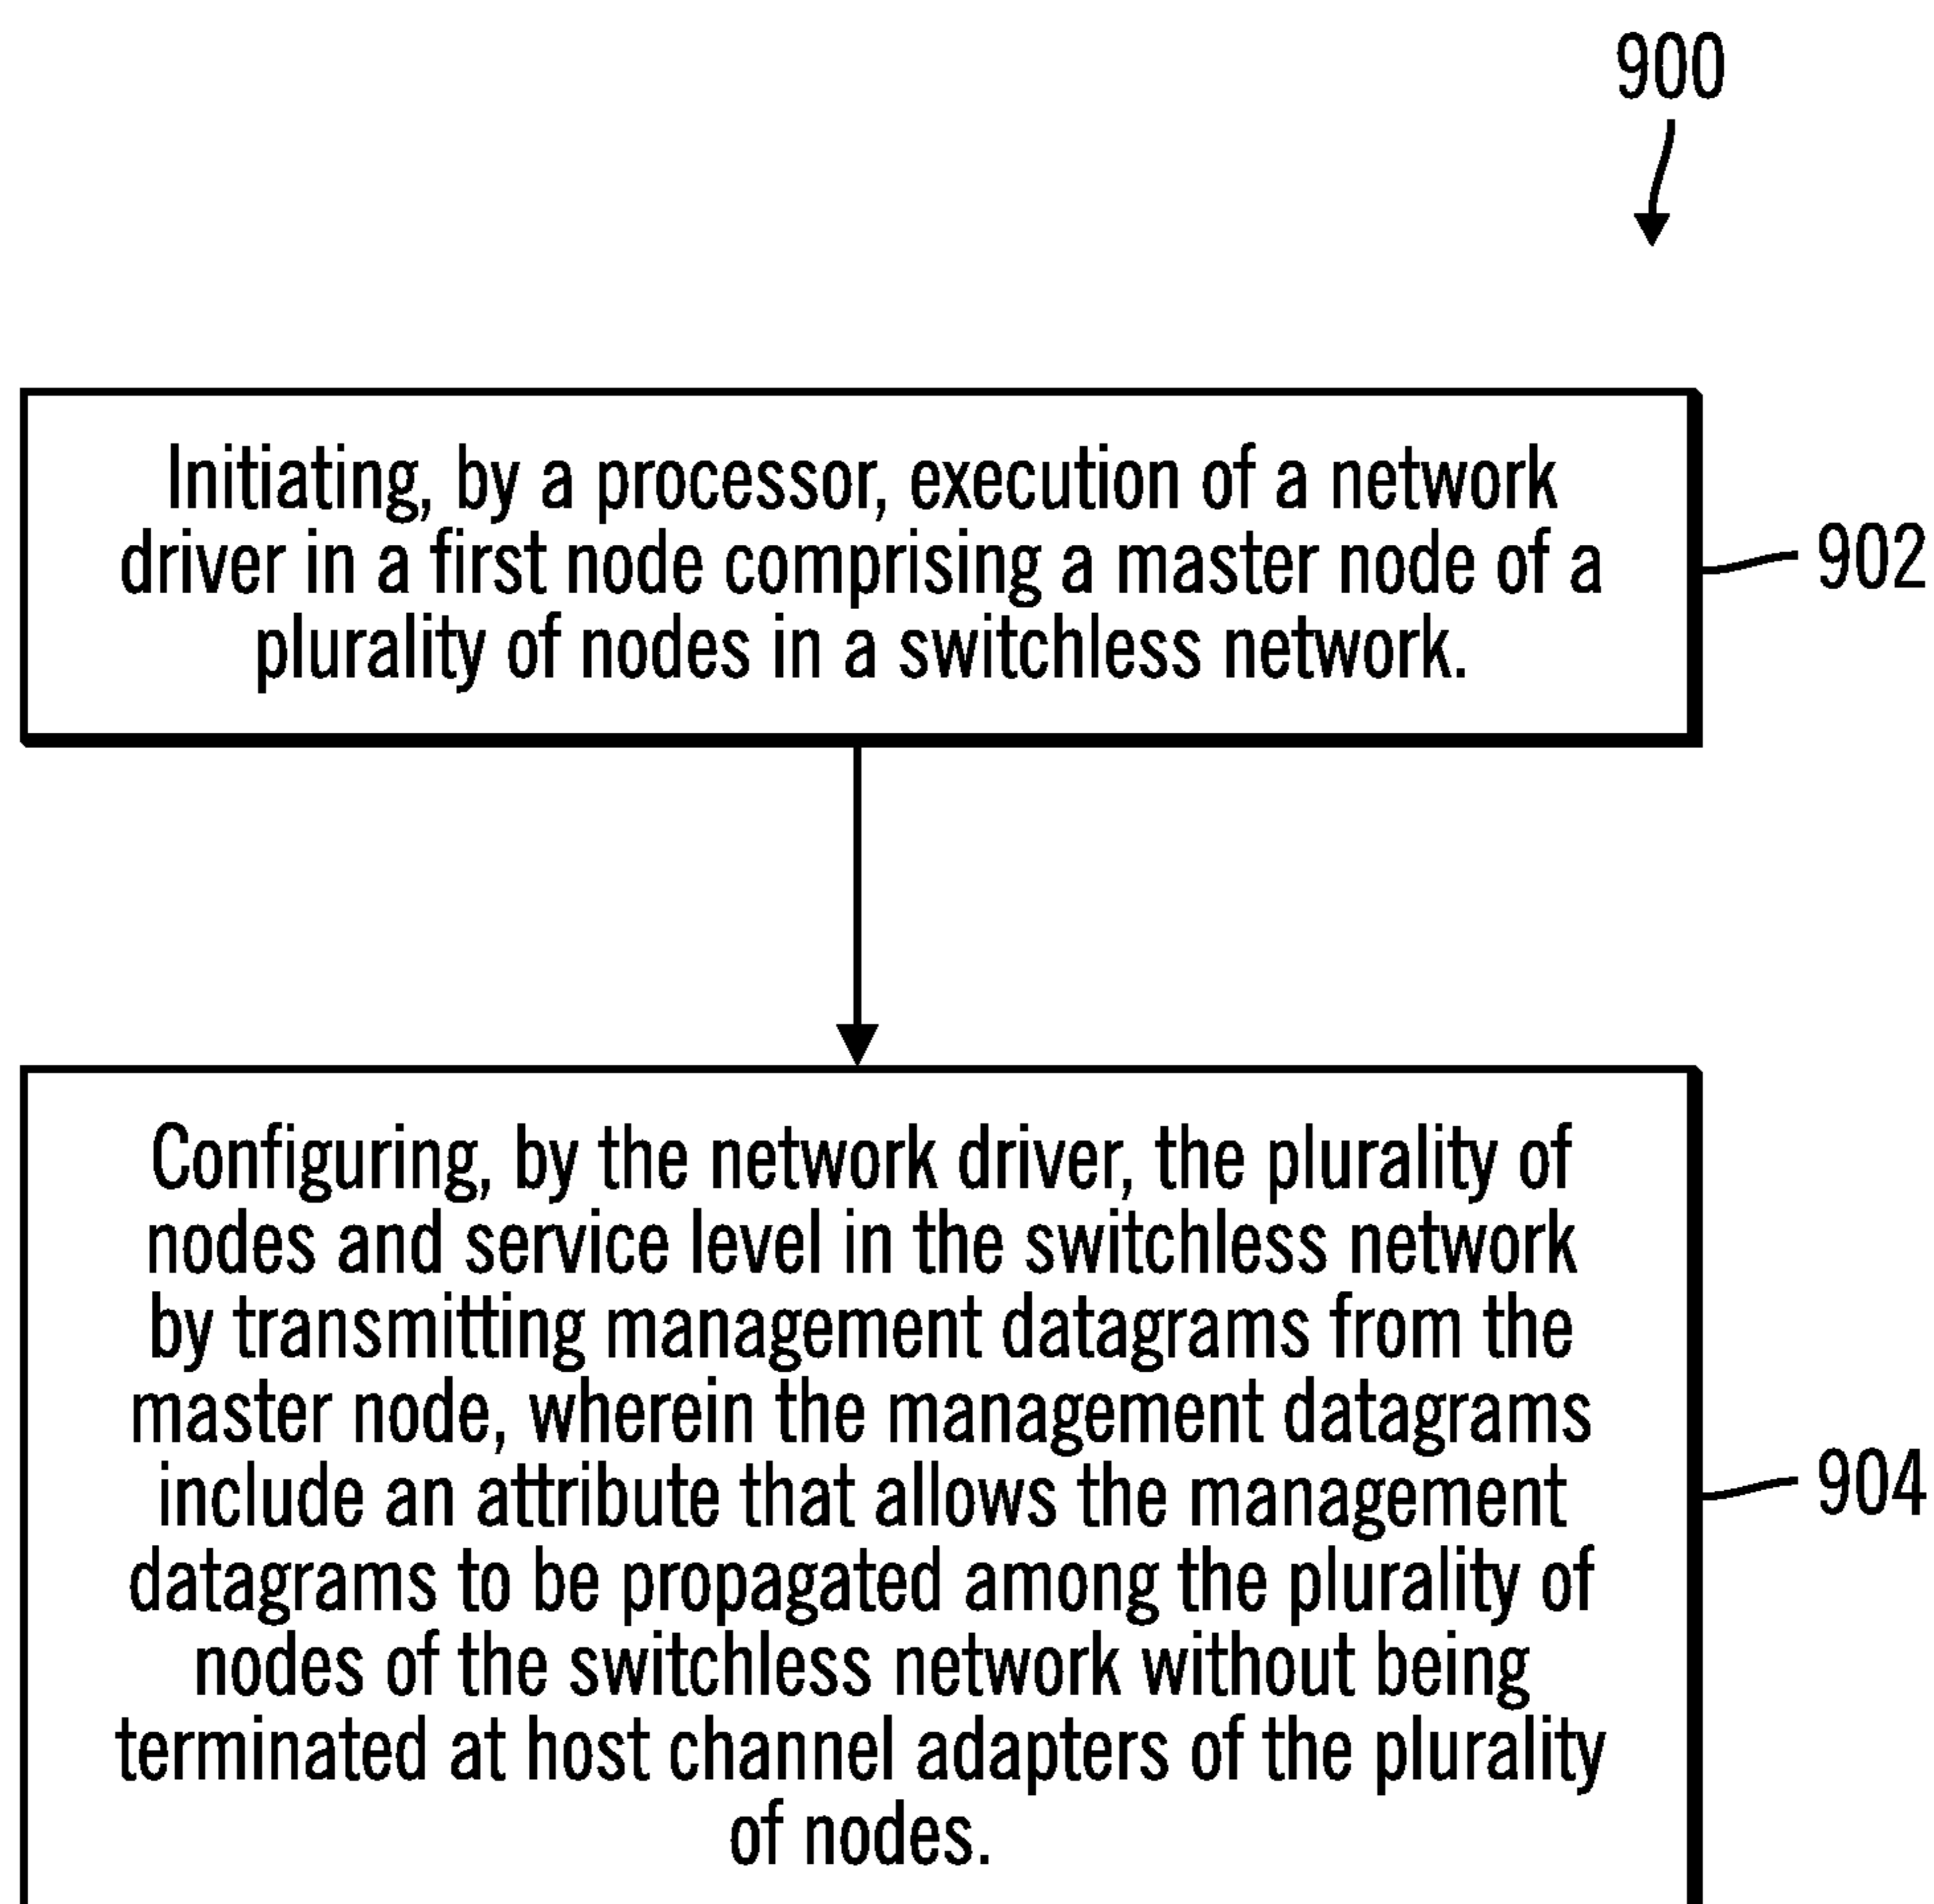 900
Initiating, by a processor, execution of a network
driver in a first node comprising a master node of a
plurality of nodes in a switchless network.
902
Configuring, by the network driver, the plurality of
nodes and service level in the switchless network
by transmitting management datagrams from the
master node, wherein the management datagrams
include an attribute that allows the management
datagrams to be propagated among the plurality of
nodes of the switchless network without being
terminated at host channel adapters of the plurality
of nodes.
904